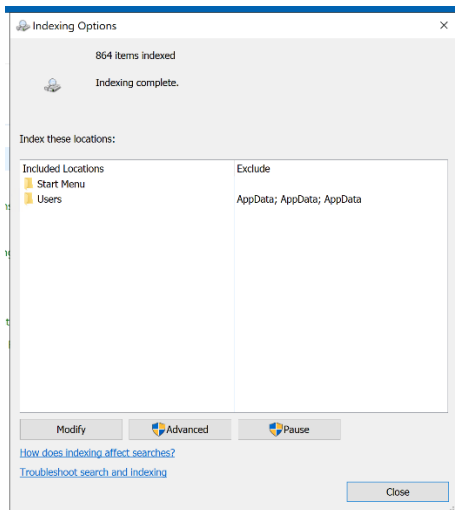 Indexing Options
864 items indexed
Indexing complete.
Index these locations:
Included Locations Exclude
Start Menu
Users AppData; AppData; AppData
Modify Advanced Pause
How does indexing affect searches?
Troubleshoot search and indexing
Close